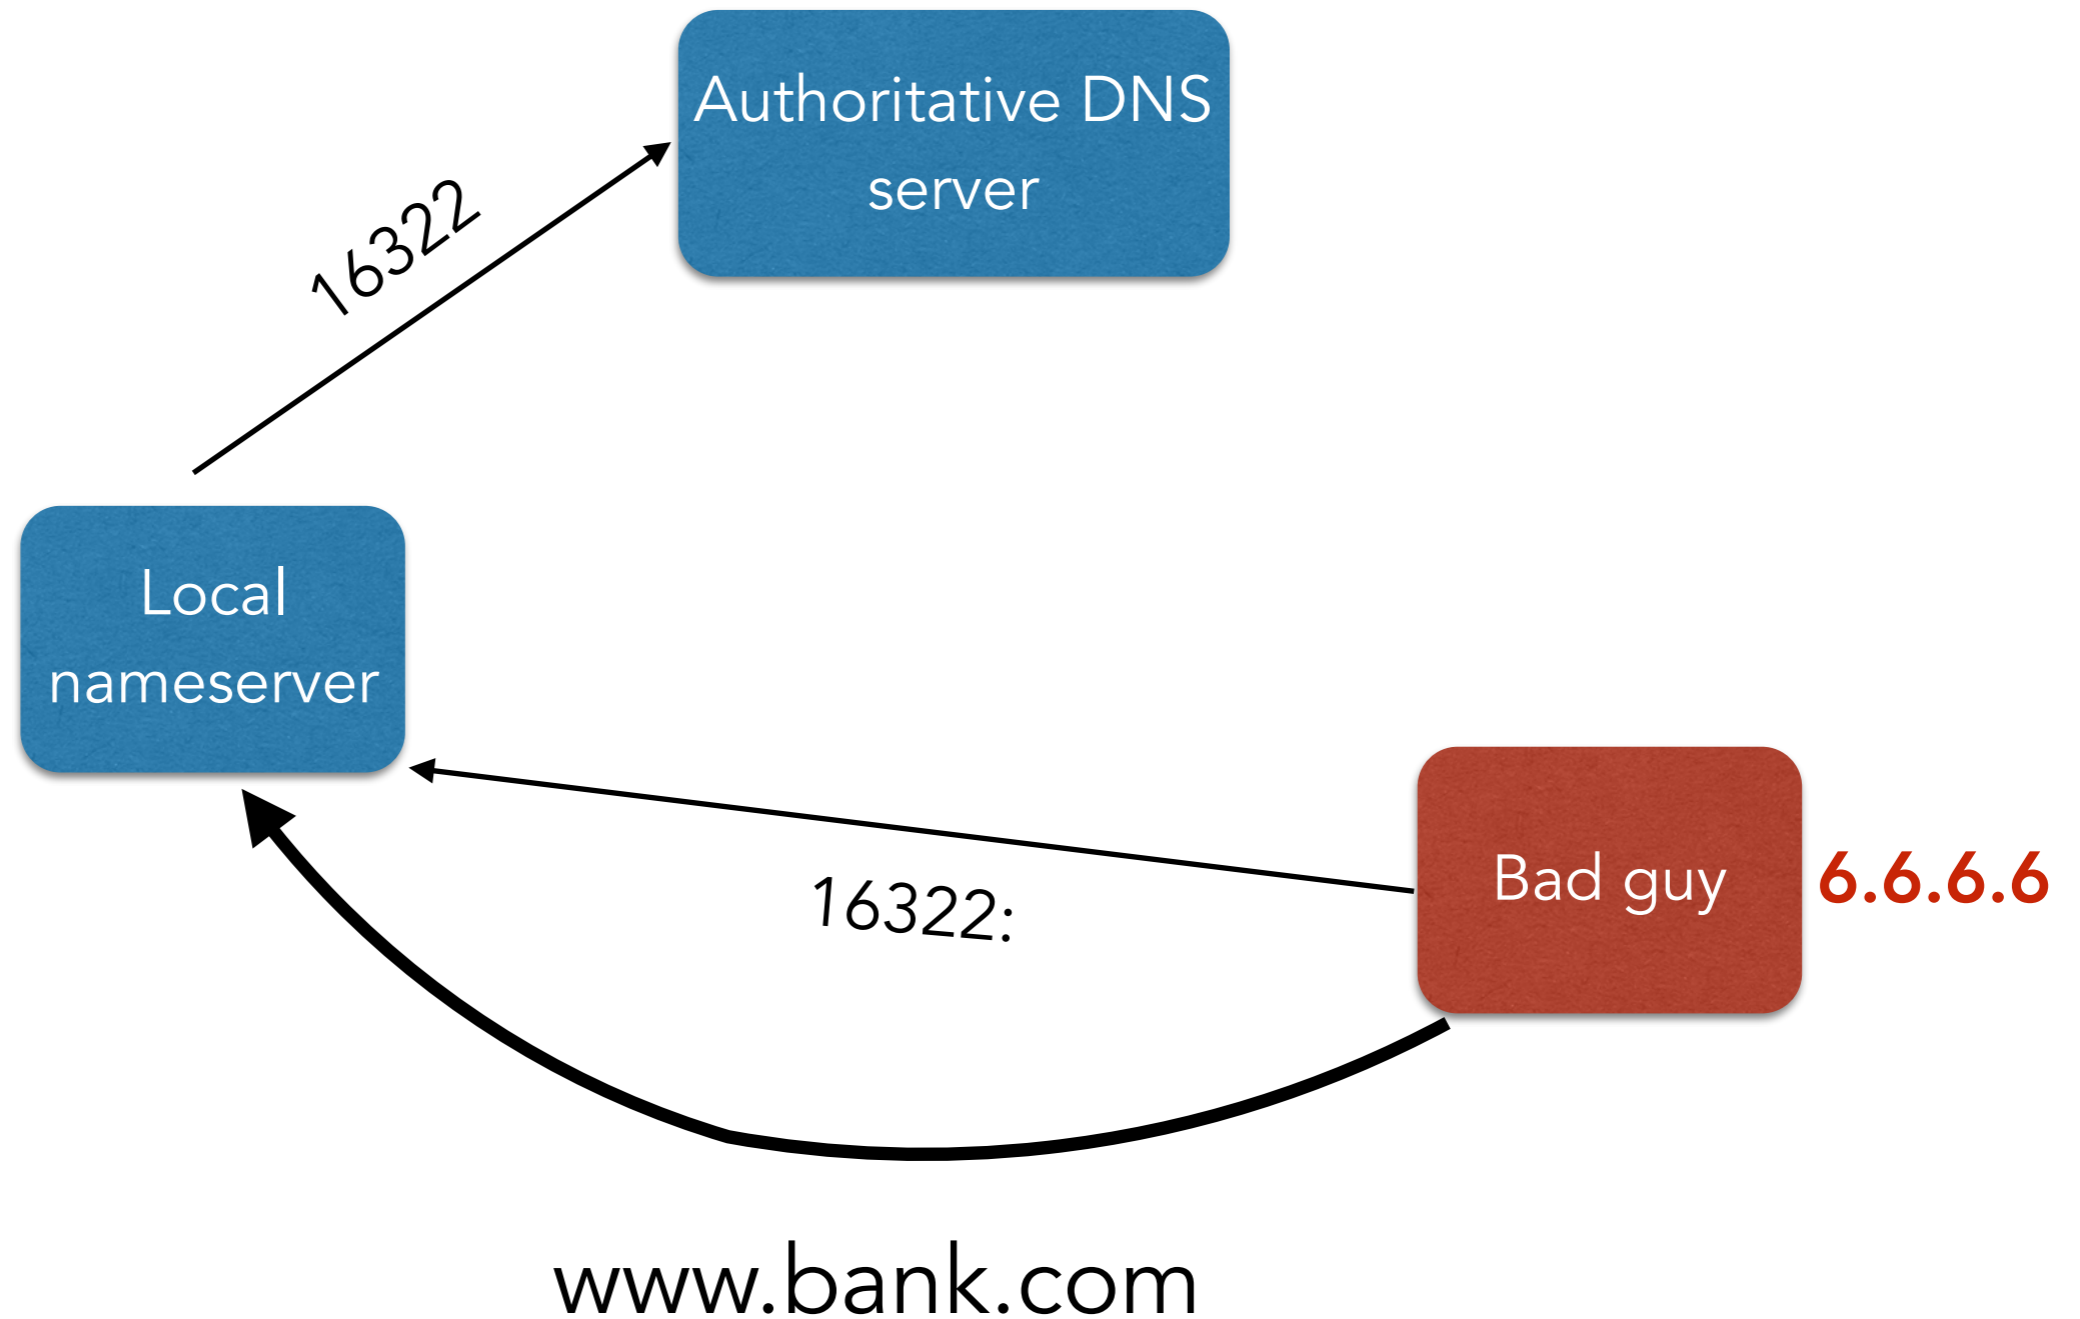 Authoritative DNS
server
16322
Local
nameserver
Bad guy
6.6.6.6
16322:
www.bank.com